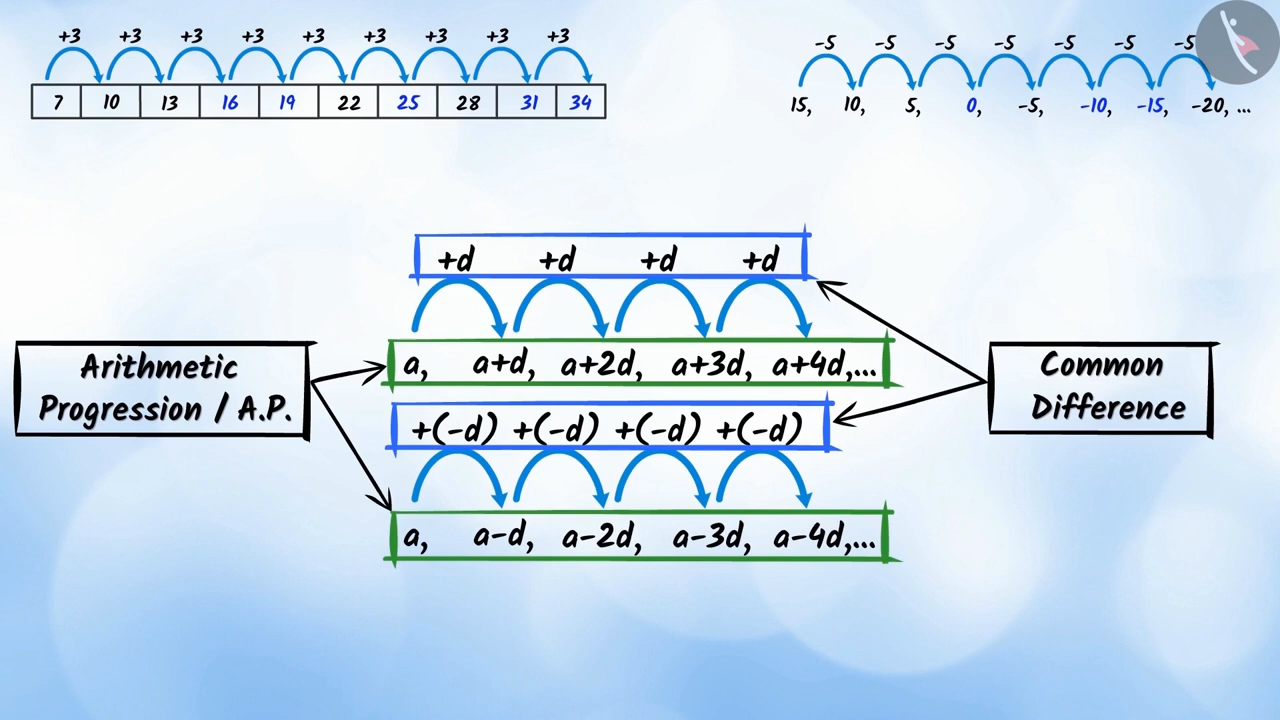 +3 +3 +3 +3 +3 +3 +3 +3 +3
7 10 13 16 19 22 25 28 31 34
-5 -5 -5 -5 -5 -5 -5
15, 10, 5, 0, -5, -10, -15, -20, ...
+d +d +d +d
a, a+d, a+2d, a+3d, a+4d,...
Arithmetic
Progression / A.P.
+(-d) +(-d) +(-d) +(-d)
a, a-d, a-2d, a-3d, a-4d,...
Common
Difference